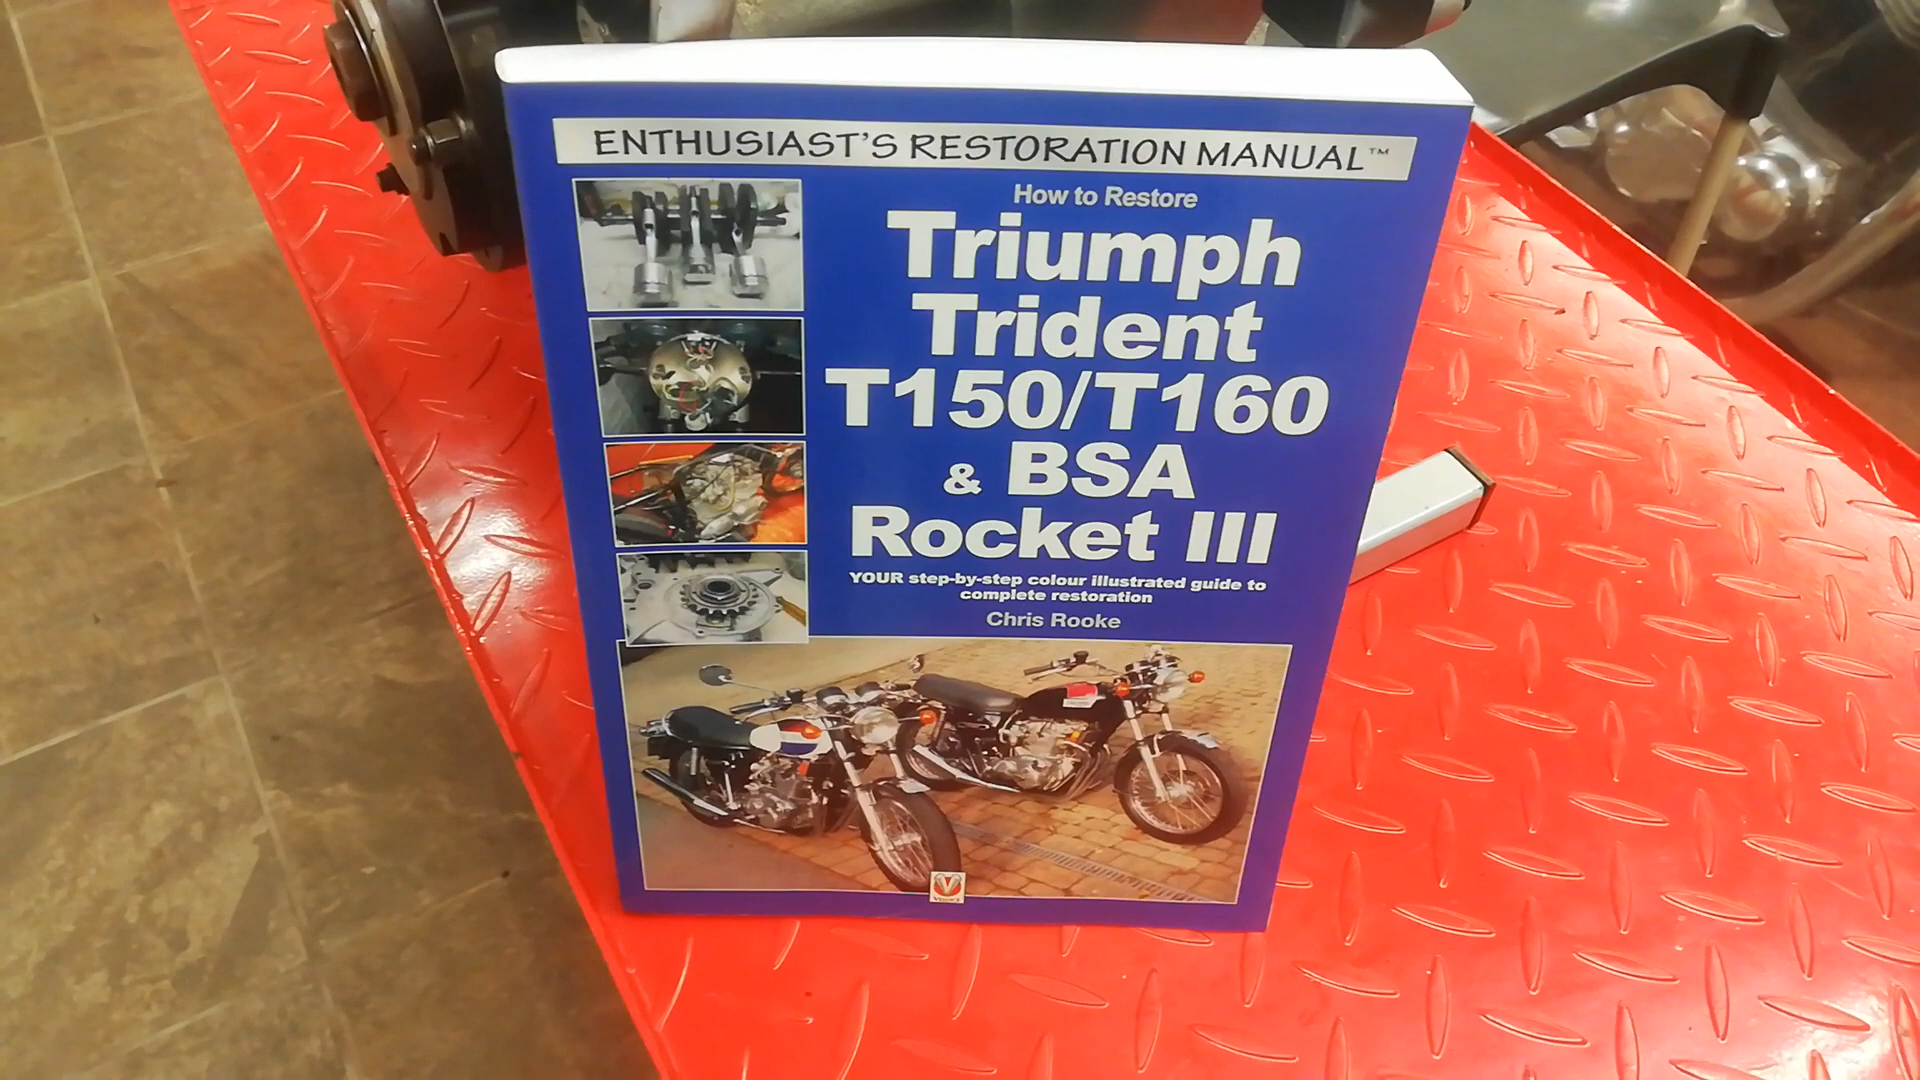 ENTHUSIAST'S RESTORATION MANUAL™
How to Restore
Triumph
Trident
T150/T160
& BSA
Rocket III
YOUR step-by-step colour illustrated guide to
complete restoration
Chris Rooke
V
VELOCE